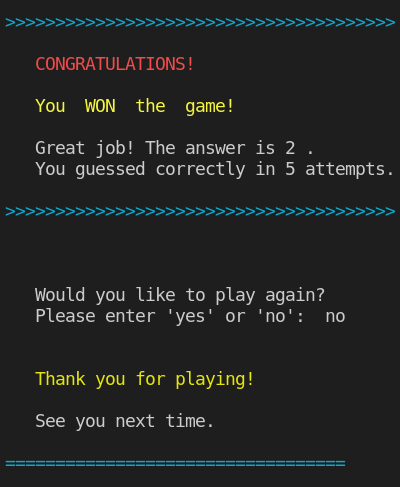 >>>>>>>>>>>>>>>>>>>>>>>>>>>>>>>>>>>>>>>
CONGRATULATIONS!
You  WON  the  game!
Great job! The answer is 2 .
You guessed correctly in 5 attempts.
>>>>>>>>>>>>>>>>>>>>>>>>>>>>>>>>>>>>>>>
Would you like to play again?
Please enter 'yes' or 'no':  no
Thank you for playing!
See you next time.
==================================